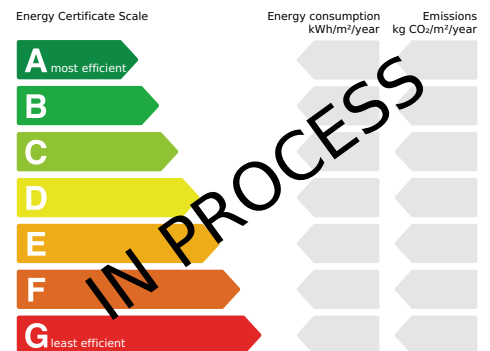 Energy Certificate Scale
Energy consumption
kWh/m²/year
Emissions
kg CO₂/m²/year
A most efficient
B
C
D
E
F
G least efficient
IN PROCESS